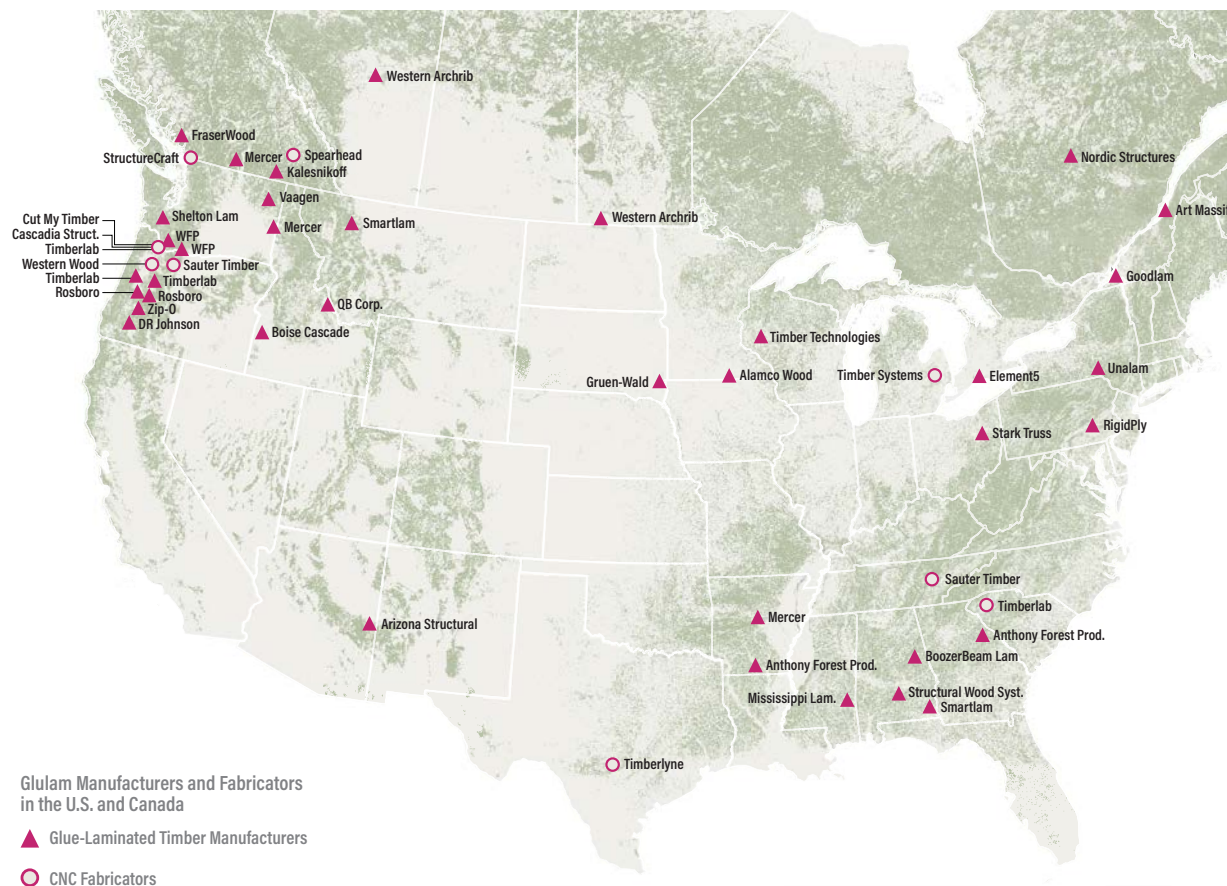 Western Archrib
FraserWood
StructureCraft
Mercer
Spearhead
Kalesnikoff
Nordic Structures
Vaagen
Shelton Lam
Mercer
Smartlam
Western Archrib
Art Massif
Cut My Timber
Cascadia Struct.
WFP
Timberlab
WFP
Western Wood
Sauter Timber
Timberlab
Timberlab
Rosboro
Rosboro
Zip-O
DR Johnson
QB Corp.
Boise Cascade
Goodlam
Timber Technologies
Gruen-Wald
Alamco Wood
Timber Systems
Element5
Unalam
Stark Truss
RigidPly
Sauter Timber
Timberlab
Arizona Structural
Mercer
Anthony Forest Prod.
BoozerBeam Lam
Anthony Forest Prod.
Mississippi Lam.
Structural Wood Syst.
Smartlam
Timberlyne
Glulam Manufacturers and Fabricators
in the U.S. and Canada
Glue-Laminated Timber Manufacturers
CNC Fabricators